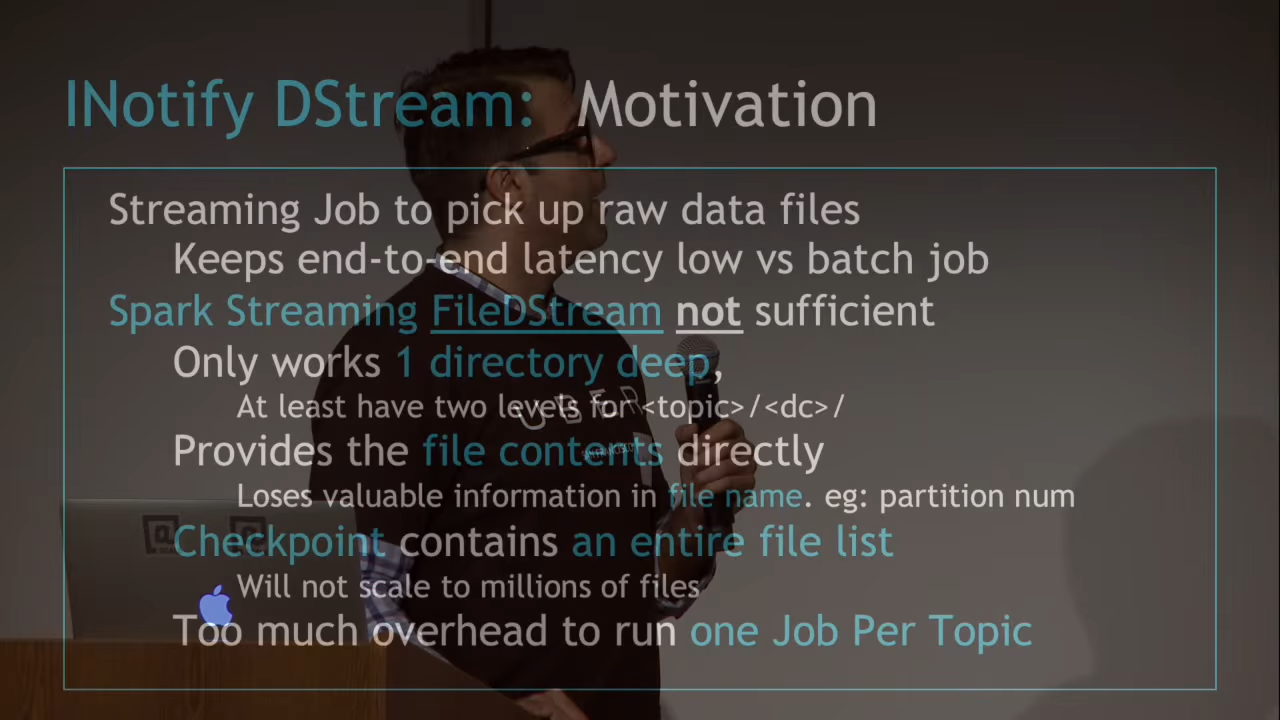 INotify DStream: Motivation
Streaming Job to pick up raw data files
Keeps end-to-end latency low vs batch job
Spark Streaming FileDStream not sufficient
Only works 1 directory deep,
At least have two levels for <topic>/<dc>/
UBER
Provides the file contents directly
SAN FRANCISCO
Loses valuable information in file name. eg: partition num
Checkpoint contains an entire file list
Will not scale to millions of files
Too much overhead to run one Job Per Topic